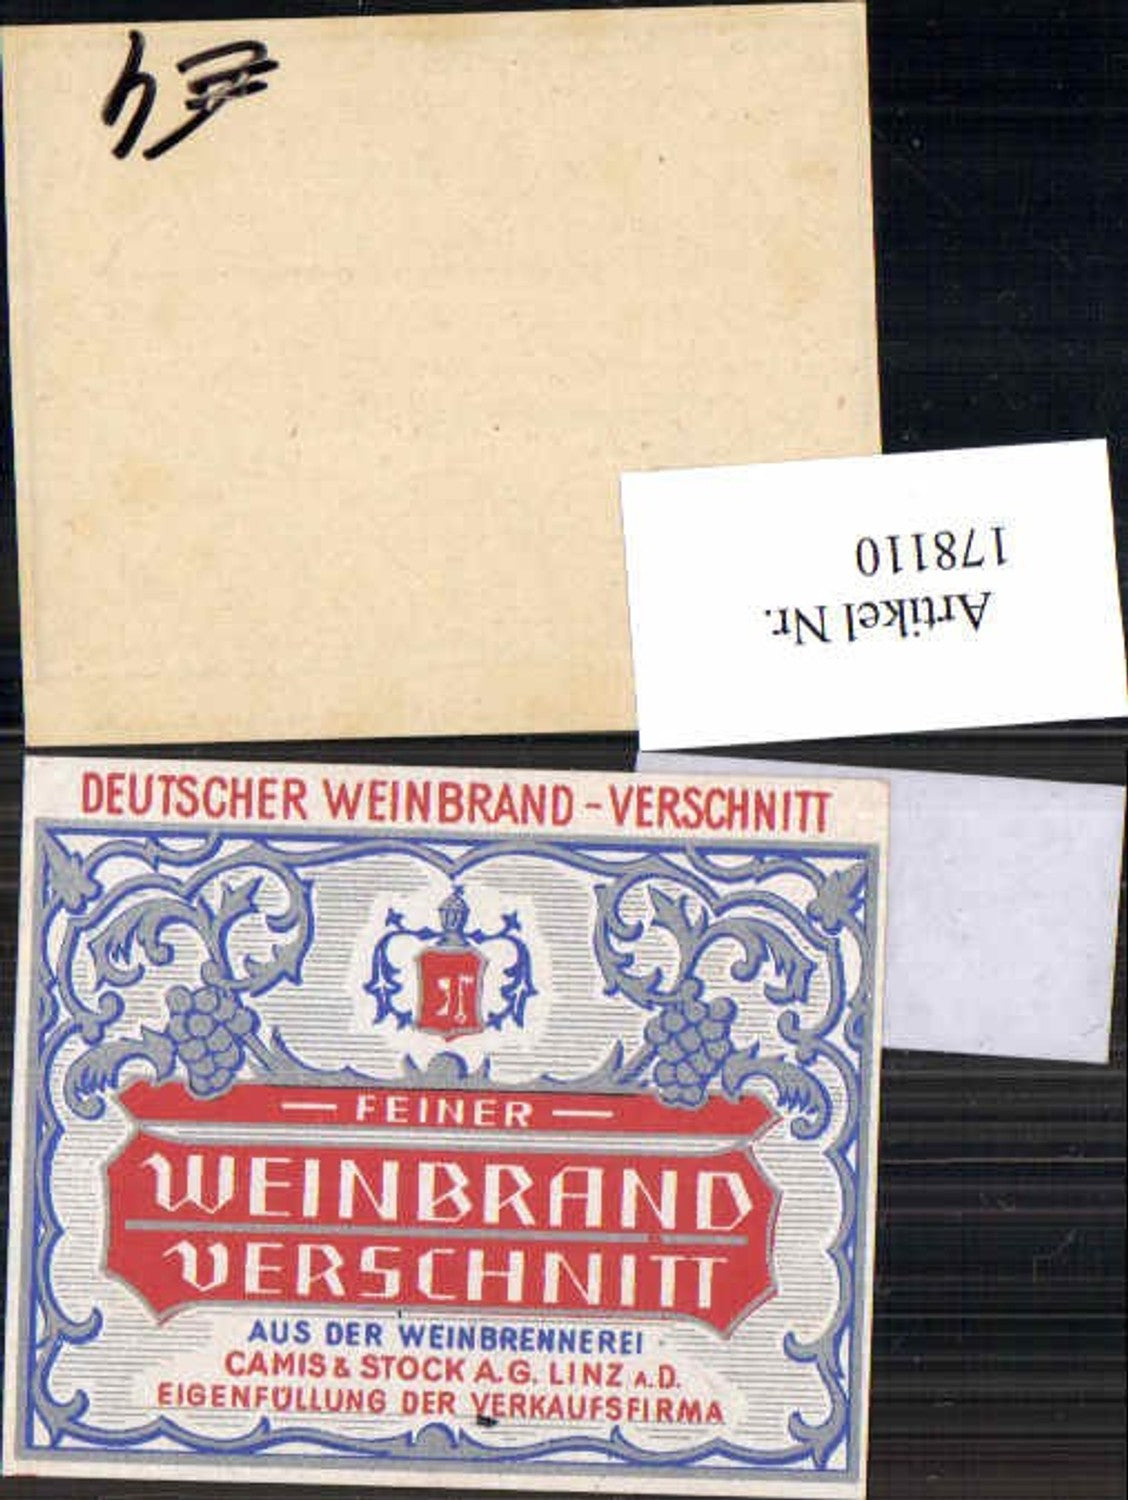 178110
Artikel Nr.
DEUTSCHER WEINBRAND - VERSCHNITT
— FEINER —
WEINBRAND
VERSCHNITT
AUS DER WEINBRENNEREI
CAMIS & STOCK A.G. LINZ A.D.
EIGENFÜLLUNG DER VERKAUFSFIRMA